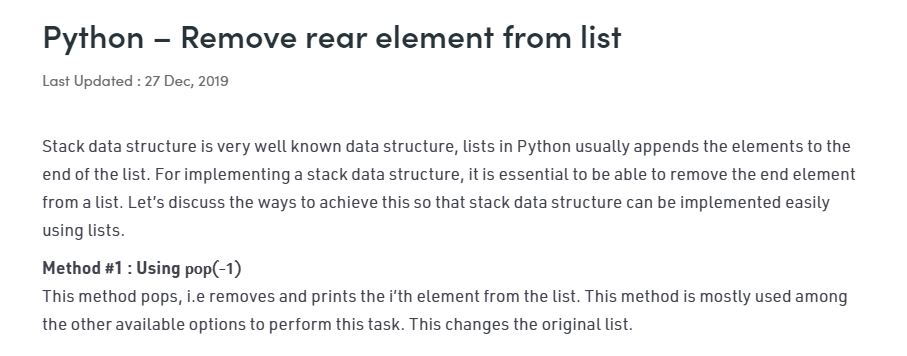 Python – Remove rear element from list
Last Updated : 27 Dec, 2019
Stack data structure is very well known data structure, lists in Python usually appends the elements to the
end of the list. For implementing a stack data structure, it is essential to be able to remove the end element
from a list. Let’s discuss the ways to achieve this so that stack data structure can be implemented easily
using lists.
Method #1 : Using pop(-1)
This method pops, i.e removes and prints the i’th element from the list. This method is mostly used among
the other available options to perform this task. This changes the original list.